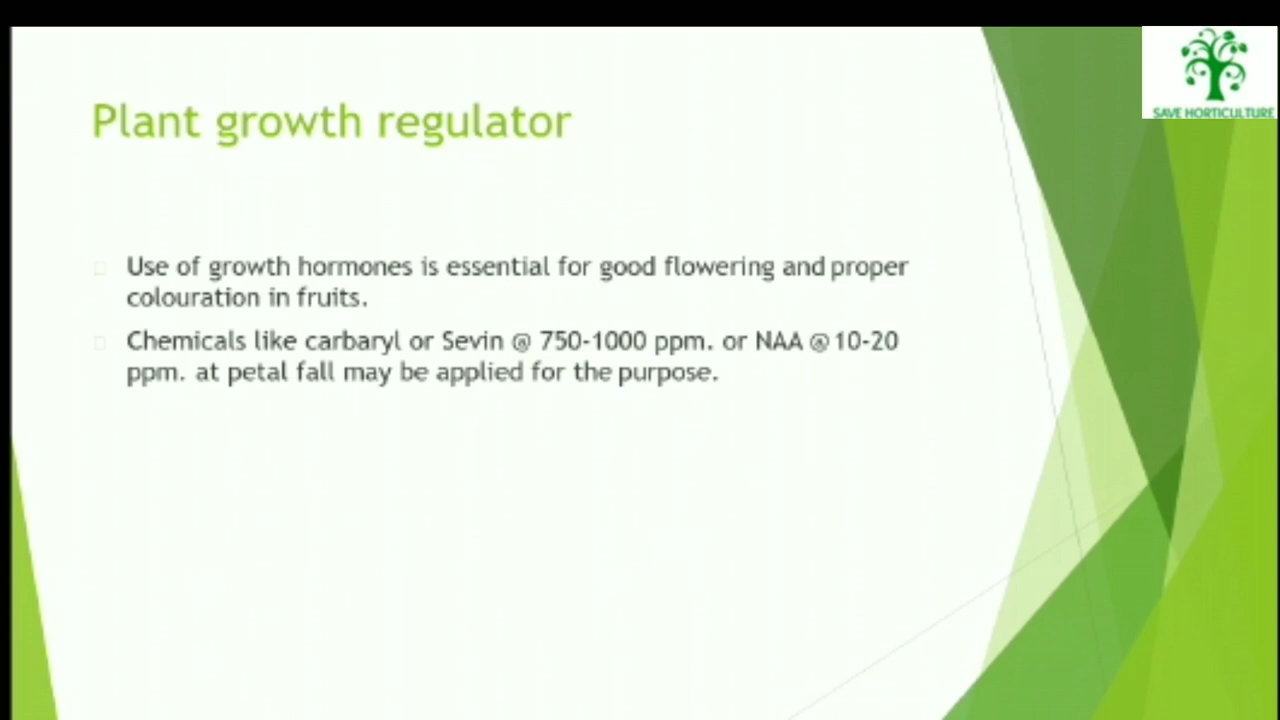 SAVE HORTICULTURE
Plant growth regulator
Use of growth hormones is essential for good flowering and proper
colouration in fruits.
Chemicals like carbaryl or Sevin @ 750-1000 ppm. or NAA @ 10-20
ppm. at petal fall may be applied for the purpose.